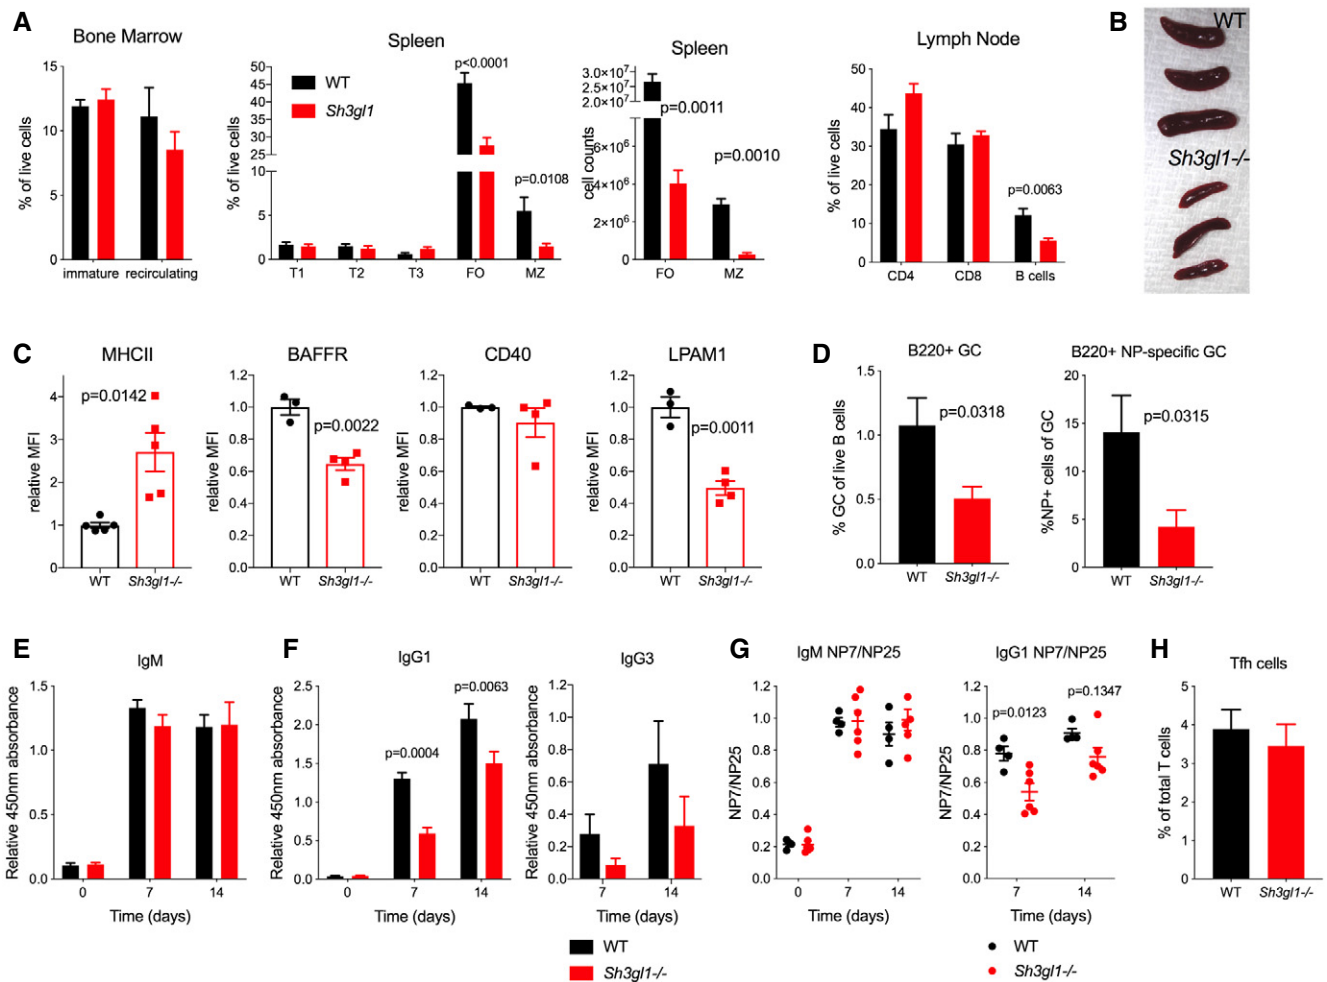 A
Bone Marrow
% of live cells
15
10
5
0
immature recirculating
Spleen
% of live cells
50
45
40
35
30
25
10
5
0
WT
Sh3gl1
p<0.0001
p=0.0108
T1 T2 T3 FO MZ
Spleen
cell counts
3.0×10⁷
2.5×10⁷
2.0×10⁷
6×10⁶
4×10⁶
2×10⁶
0
p=0.0011
p=0.0010
FO MZ
Lymph Node
% of live cells
50
40
30
20
10
0
p=0.0063
CD4 CD8 B cells
B
WT
Sh3gl1-/-
C
MHCII
relative MFI
4
3
2
1
0
p=0.0142
WT Sh3gl1-/-
BAFFR
relative MFI
1.2
1.0
0.8
0.6
0.4
0.2
0.0
p=0.0022
WT Sh3gl1-/-
CD40
relative MFI
1.2
1.0
0.8
0.6
0.4
0.2
0.0
WT Sh3gl1-/-
LPAM1
relative MFI
1.2
1.0
0.8
0.6
0.4
0.2
0.0
p=0.0011
WT Sh3gl1-/-
D
B220+ GC
% GC of live B cells
1.5
1.0
0.5
0.0
p=0.0318
WT Sh3gl1-/-
B220+ NP-specific GC
%NP+ cells of GC
20
15
10
5
0
p=0.0315
WT Sh3gl1-/-
E
IgM
Relative 450nm absorbance
1.5
1.0
0.5
0.0
0 7 14
Time (days)
F
IgG1
Relative 450nm absorbance
2.5
2.0
1.5
1.0
0.5
0.0
p=0.0004
p=0.0063
0 7 14
Time (days)
IgG3
Relative 450nm absorbance
1.2
1.0
0.8
0.6
0.4
0.2
0.0
7 14
Time (days)
WT
Sh3gl1-/-
G
IgM NP7/NP25
NP7/NP25
1.2
1.0
0.8
0.6
0.4
0.2
0.0
0 7 14
Time (days)
IgG1 NP7/NP25
NP7/NP25
1.2
1.0
0.8
0.6
0.4
0.2
0.0
p=0.0123
p=0.1347
7 14
Time (days)
WT
Sh3gl1-/-
H
Tfh cells
% of total T cells
5
4
3
2
1
0
WT Sh3gl1-/-